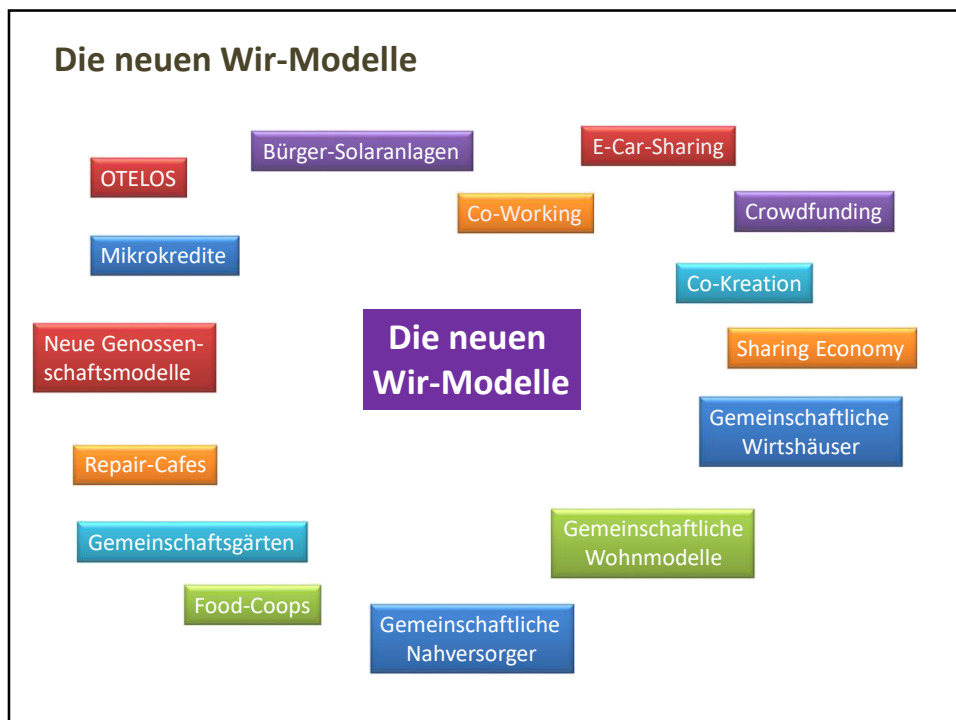 Die neuen Wir-Modelle
Bürger-Solaranlagen
E-Car-Sharing
OTELOS
Co-Working
Crowdfunding
Mikrokredite
Co-Kreation
Neue Genossen-
schaftsmodelle
Die neuen
Wir-Modelle
Sharing Economy
Gemeinschaftliche
Wirtshäuser
Repair-Cafes
Gemeinschaftsgärten
Gemeinschaftliche
Wohnmodelle
Food-Coops
Gemeinschaftliche
Nahversorger